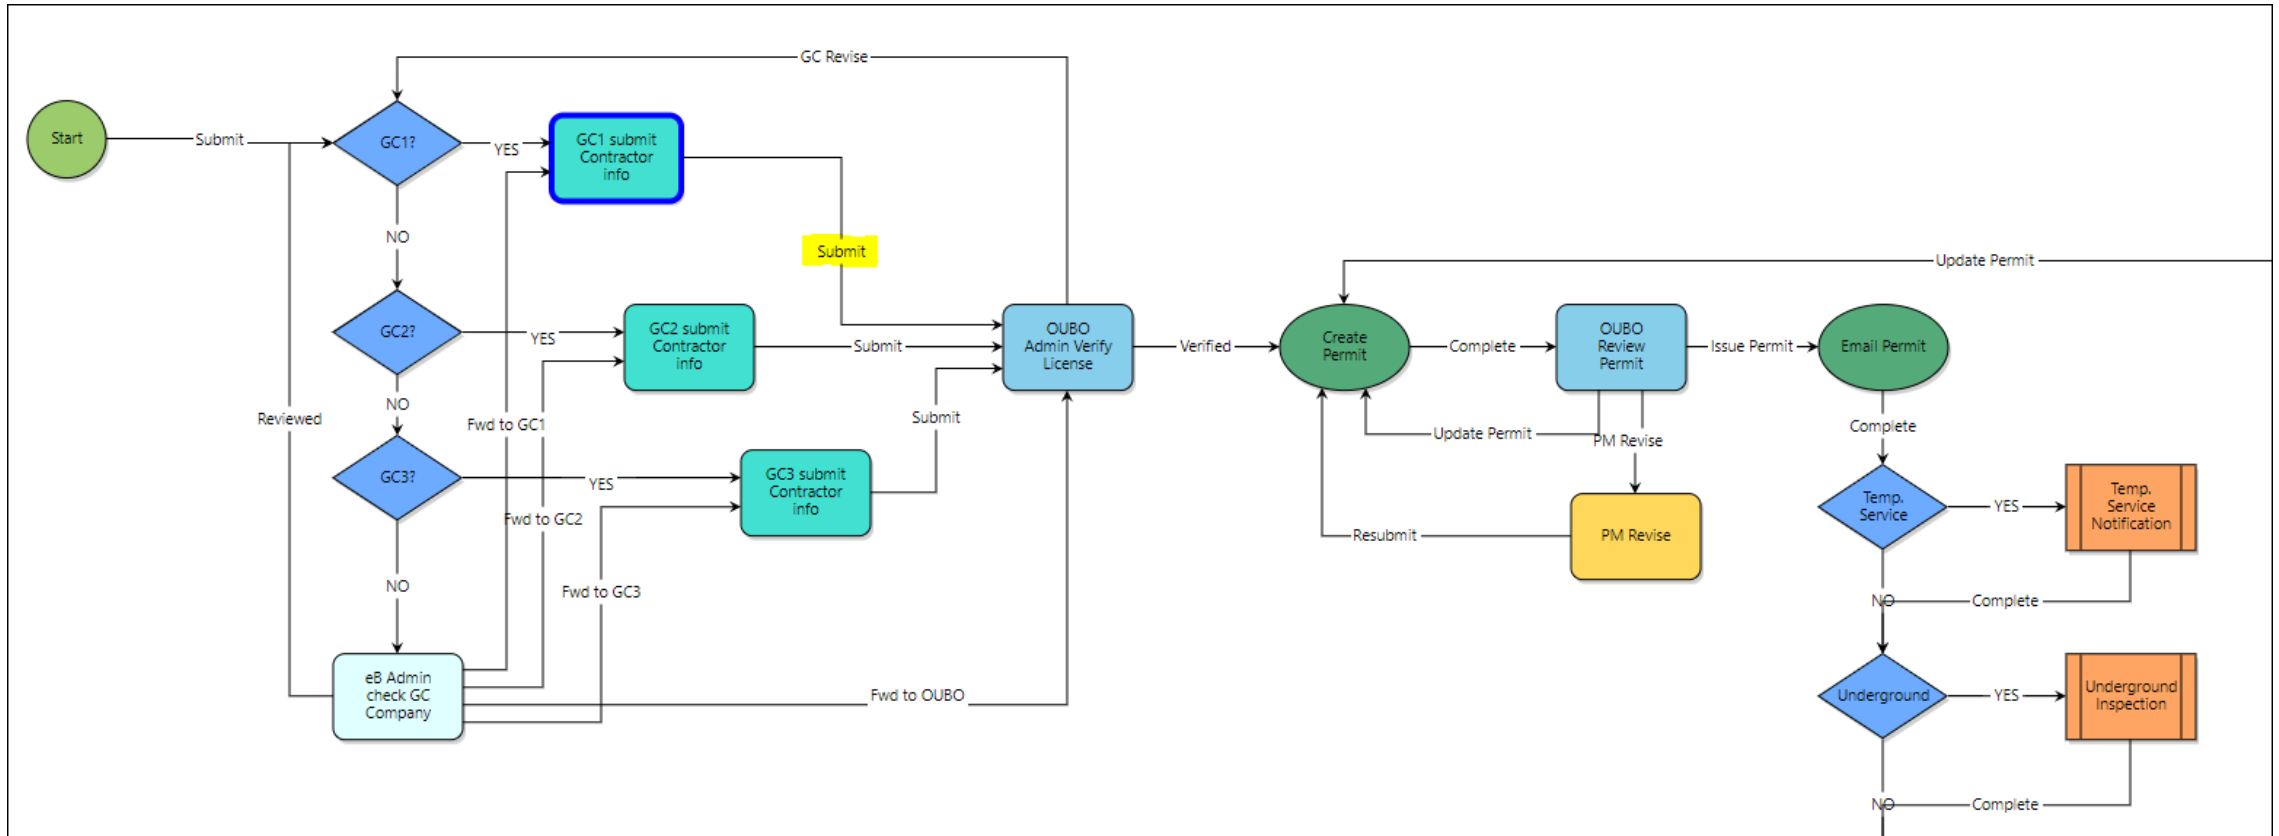 GC Revise
Start
Submit
GC1?
YES
GC1 submit
Contractor
info
NO
Submit
Update Permit
GC2?
YES
GC2 submit
Contractor
info
Submit
OUBO
Admin Verify
License
Verified
Create
Permit
Complete
OUBO
Review
Permit
Issue Permit
Email Permit
NO
Reviewed
Fwd to GC1
Submit
Update Permit
PM Revise
Complete
GC3?
YES
GC3 submit
Contractor
info
Fwd to GC2
Temp.
Service
YES
Temp.
Service
Notification
Resubmit
PM Revise
NO
Fwd to GC3
NO
Complete
eB Admin
check GC
Company
Fwd to OUBO
Underground
YES
Underground
Inspection
NO
Complete